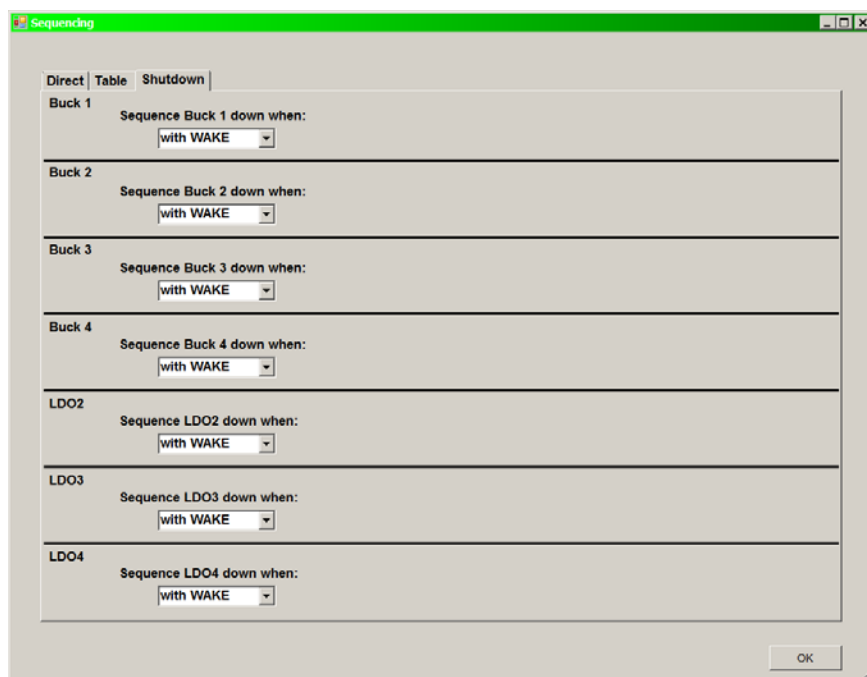 Sequencing
Direct Table Shutdown
Buck 1
Sequence Buck 1 down when:
with WAKE
Buck 2
Sequence Buck 2 down when:
with WAKE
Buck 3
Sequence Buck 3 down when:
with WAKE
Buck 4
Sequence Buck 4 down when:
with WAKE
LDO2
Sequence LDO2 down when:
with WAKE
LDO3
Sequence LDO3 down when:
with WAKE
LDO4
Sequence LDO4 down when:
with WAKE
OK